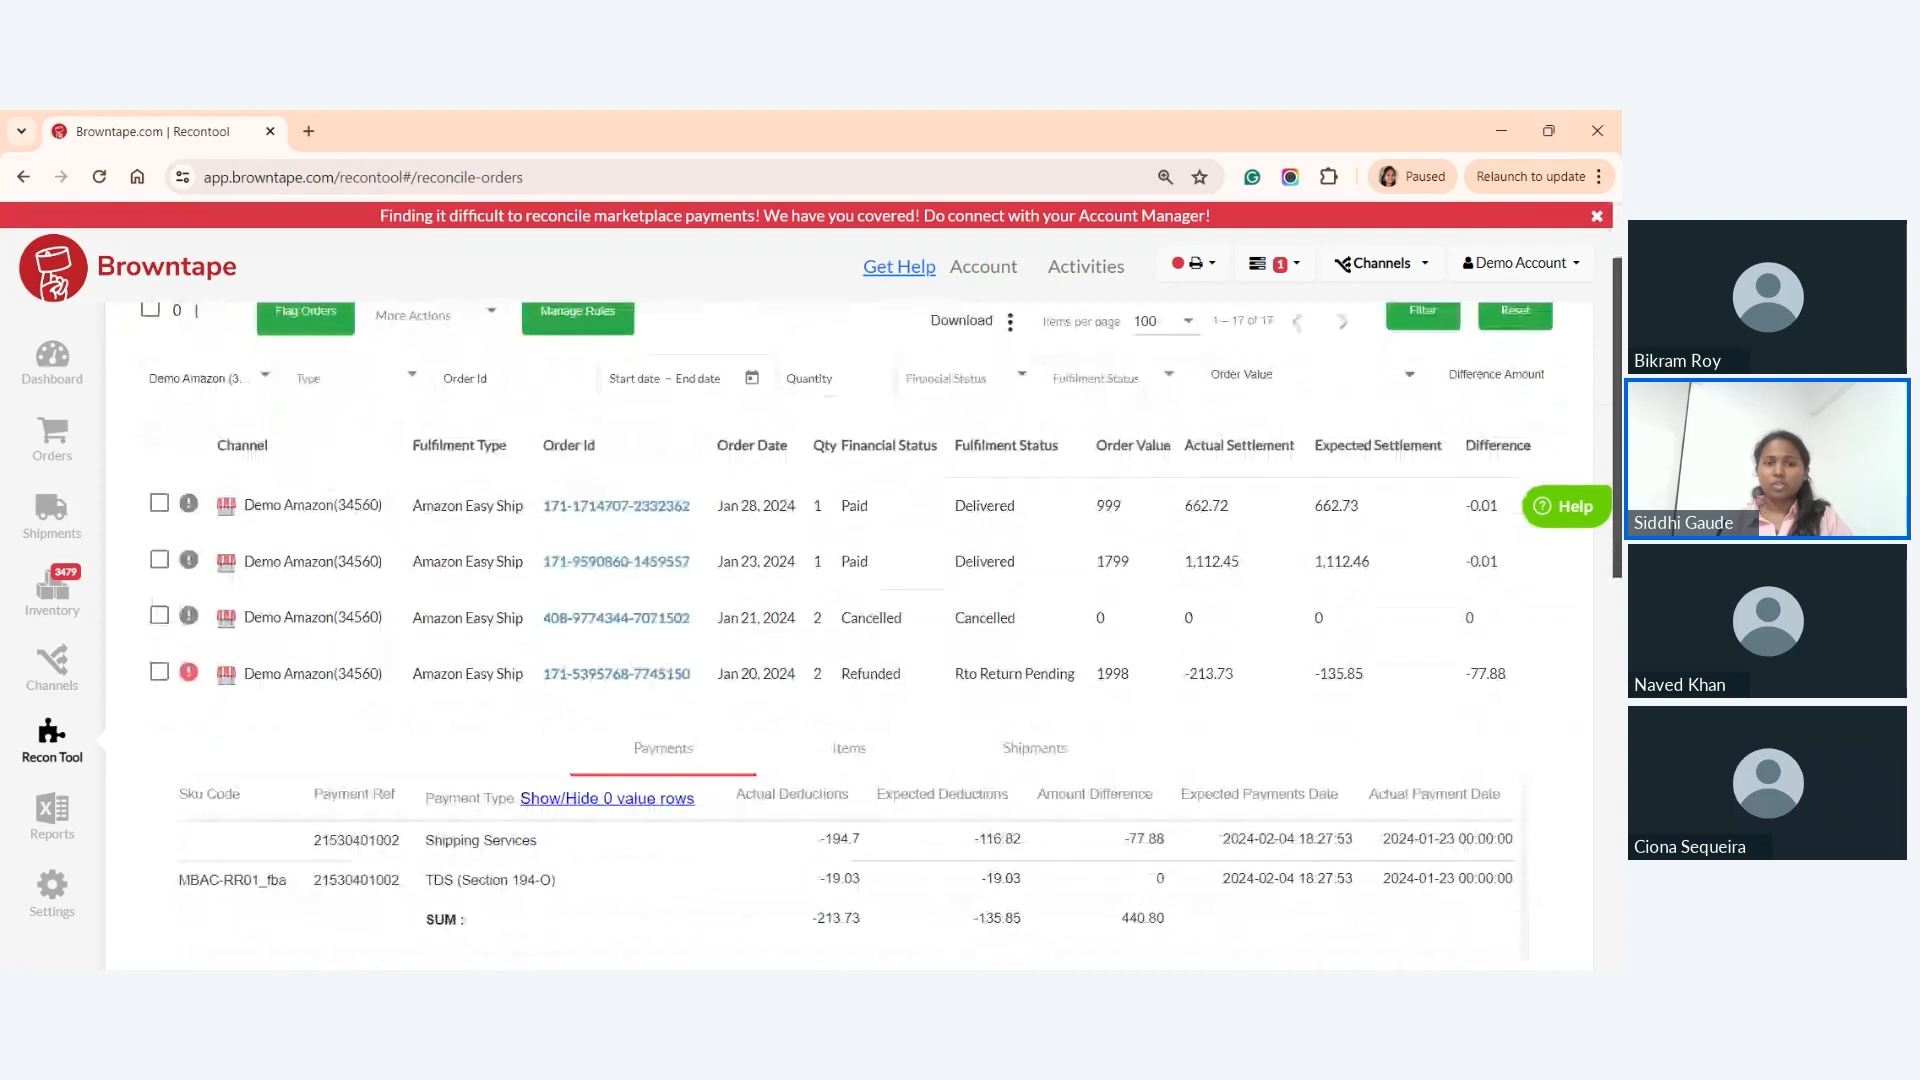 Browntape.com | Recontool
app.browntape.com/recontool#/reconcile-orders
Paused
Relaunch to update
Finding it difficult to reconcile marketplace payments! We have you covered! Do connect with your Account Manager!
Browntape
Get Help Account Activities
1
Channels
Demo Account
0
Flag Orders
More Actions
Manage Rules
Download
Items per page 100
1 – 17 of 17
Filter
Reset
Demo Amazon (3...
Type
Order Id
Start date – End date
Quantity
Financial Status
Fulfilment Status
Order Value
Difference Amount
Channel Fulfilment Type Order Id Order Date Qty Financial Status Fulfilment Status Order Value Actual Settlement Expected Settlement Difference
Demo Amazon(34560) Amazon Easy Ship 171-1714707-2332362 Jan 28, 2024 1 Paid Delivered 999 662.72 662.73 -0.01
Demo Amazon(34560) Amazon Easy Ship 171-9590860-1459557 Jan 23, 2024 1 Paid Delivered 1799 1,112.45 1,112.46 -0.01
Demo Amazon(34560) Amazon Easy Ship 408-9774344-7071502 Jan 21, 2024 2 Cancelled Cancelled 0 0 0 0
Demo Amazon(34560) Amazon Easy Ship 171-5395768-7745150 Jan 20, 2024 2 Refunded Rto Return Pending 1998 -213.73 -135.85 -77.88
Payments Items Shipments
Sku Code Payment Ref Payment Type Show/Hide 0 value rows Actual Deductions Expected Deductions Amount Difference Expected Payments Date Actual Payment Date
21530401002 Shipping Services -194.7 -116.82 -77.88 2024-02-04 18:27:53 2024-01-23 00:00:00
MBAC-RR01_fba 21530401002 TDS (Section 194-O) -19.03 -19.03 0 2024-02-04 18:27:53 2024-01-23 00:00:00
SUM : -213.73 -135.85 440.80
Dashboard
Orders
Shipments
3479
Inventory
Channels
Recon Tool
Reports
Settings
Help
Bikram Roy
Siddhi Gaude
Naved Khan
Ciona Sequeira